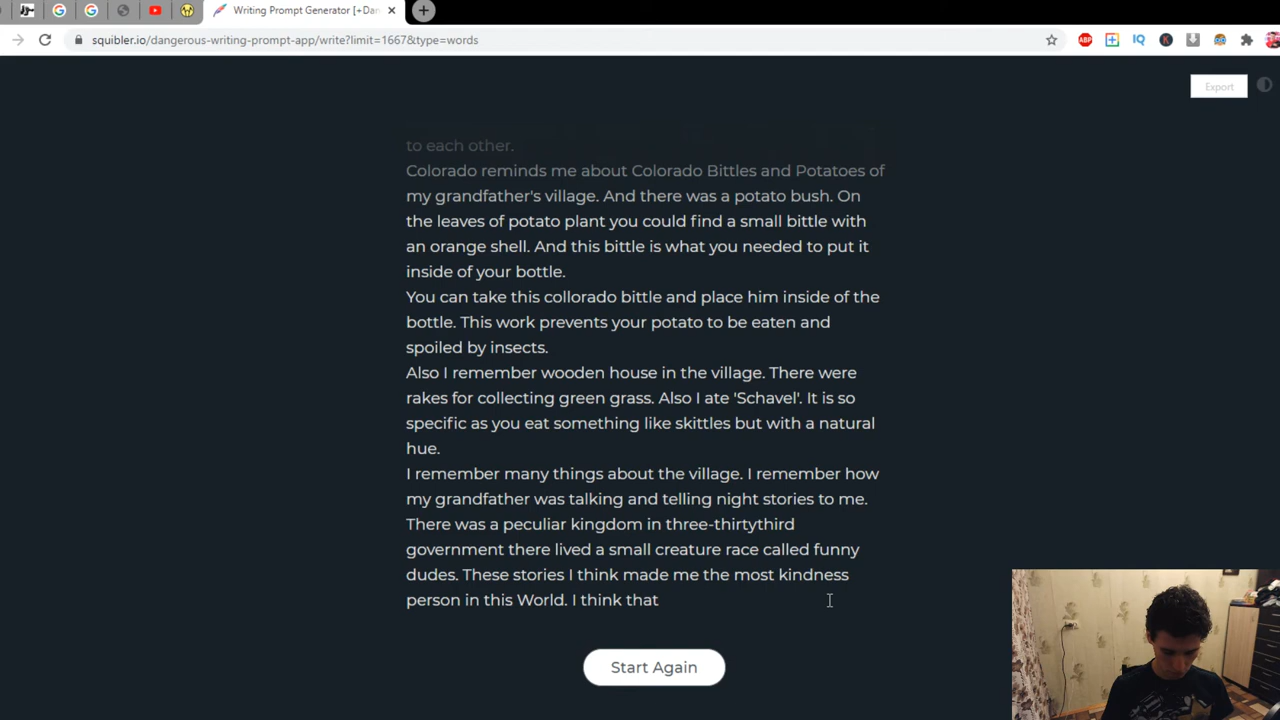 Writing Prompt Generator [+Dan
squibler.io/dangerous-writing-prompt-app/write?limit=1667&type=words
ABP
IQ
K
Export
to each other.
Colorado reminds me about Colorado Bittles and Potatoes of
my grandfather's village. And there was a potato bush. On
the leaves of potato plant you could find a small bittle with
an orange shell. And this bittle is what you needed to put it
inside of your bottle.
You can take this collorado bittle and place him inside of the
bottle. This work prevents your potato to be eaten and
spoiled by insects.
Also I remember wooden house in the village. There were
rakes for collecting green grass. Also I ate 'Schavel'. It is so
specific as you eat something like skittles but with a natural
hue.
I remember many things about the village. I remember how
my grandfather was talking and telling night stories to me.
There was a peculiar kingdom in three-thirtythird
government there lived a small creature race called funny
dudes. These stories I think made me the most kindness
person in this World. I think that
Start Again